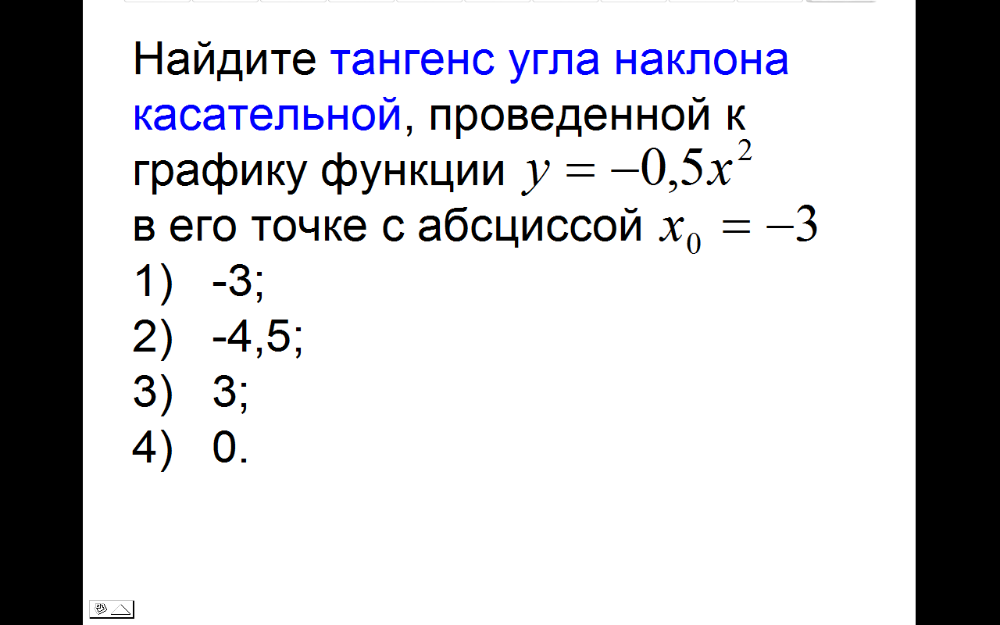 Найдите тангенс угла наклона
касательной, проведенной к
графику функции y = −0,5x²
в его точке с абсциссой x₀ = −3
1) -3;
2) -4,5;
3) 3;
4) 0.